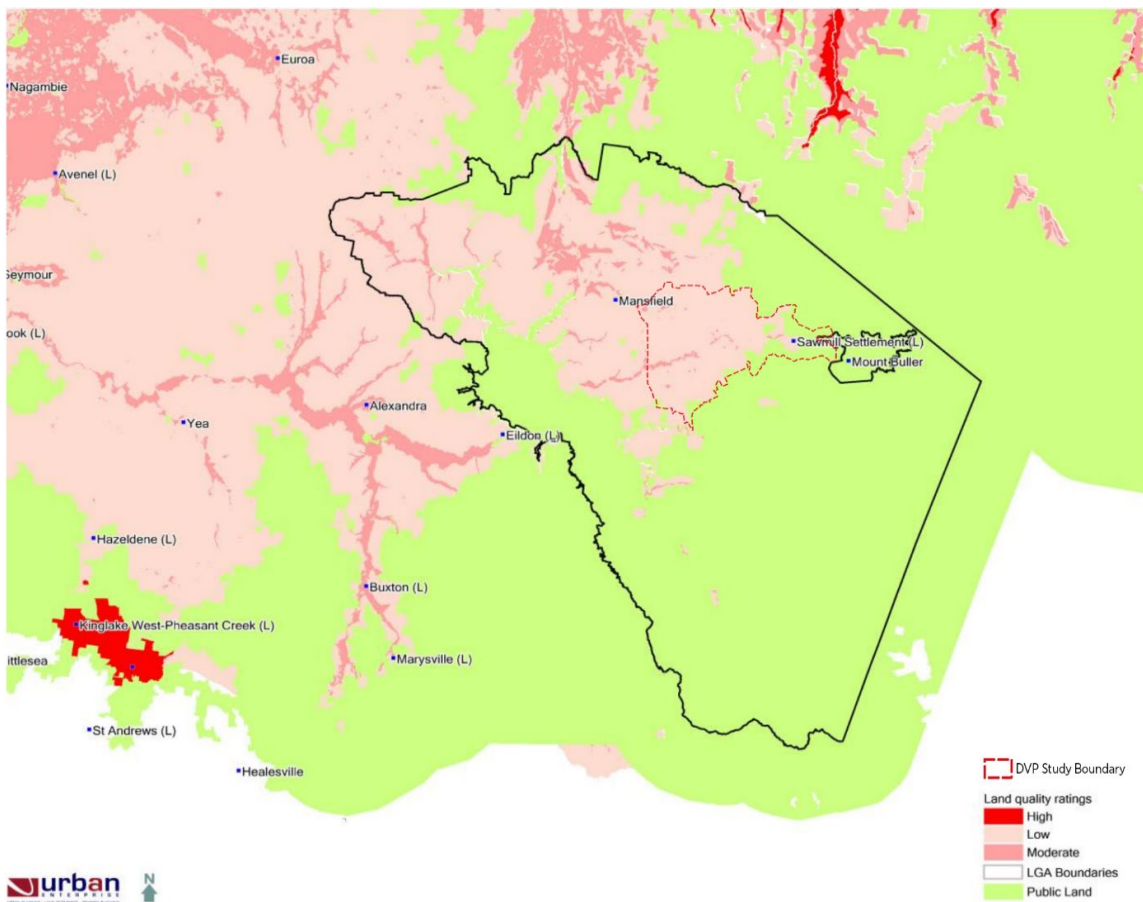 Euroa
Nagambie
Avenel (L)
Seymour
Mansfield
ook (L)
Sawmill Settlement (L)
Mount Buller
Alexandra
Yea
Eildon (L)
Hazeldene (L)
Buxton (L)
Kinglake West-Pheasant Creek (L)
ittlesea
Marysville (L)
St Andrews (L)
Healesville
DVP Study Boundary
Land quality ratings
High
Low
Moderate
LGA Boundaries
Public Land
urban
ENTERPRISE
N